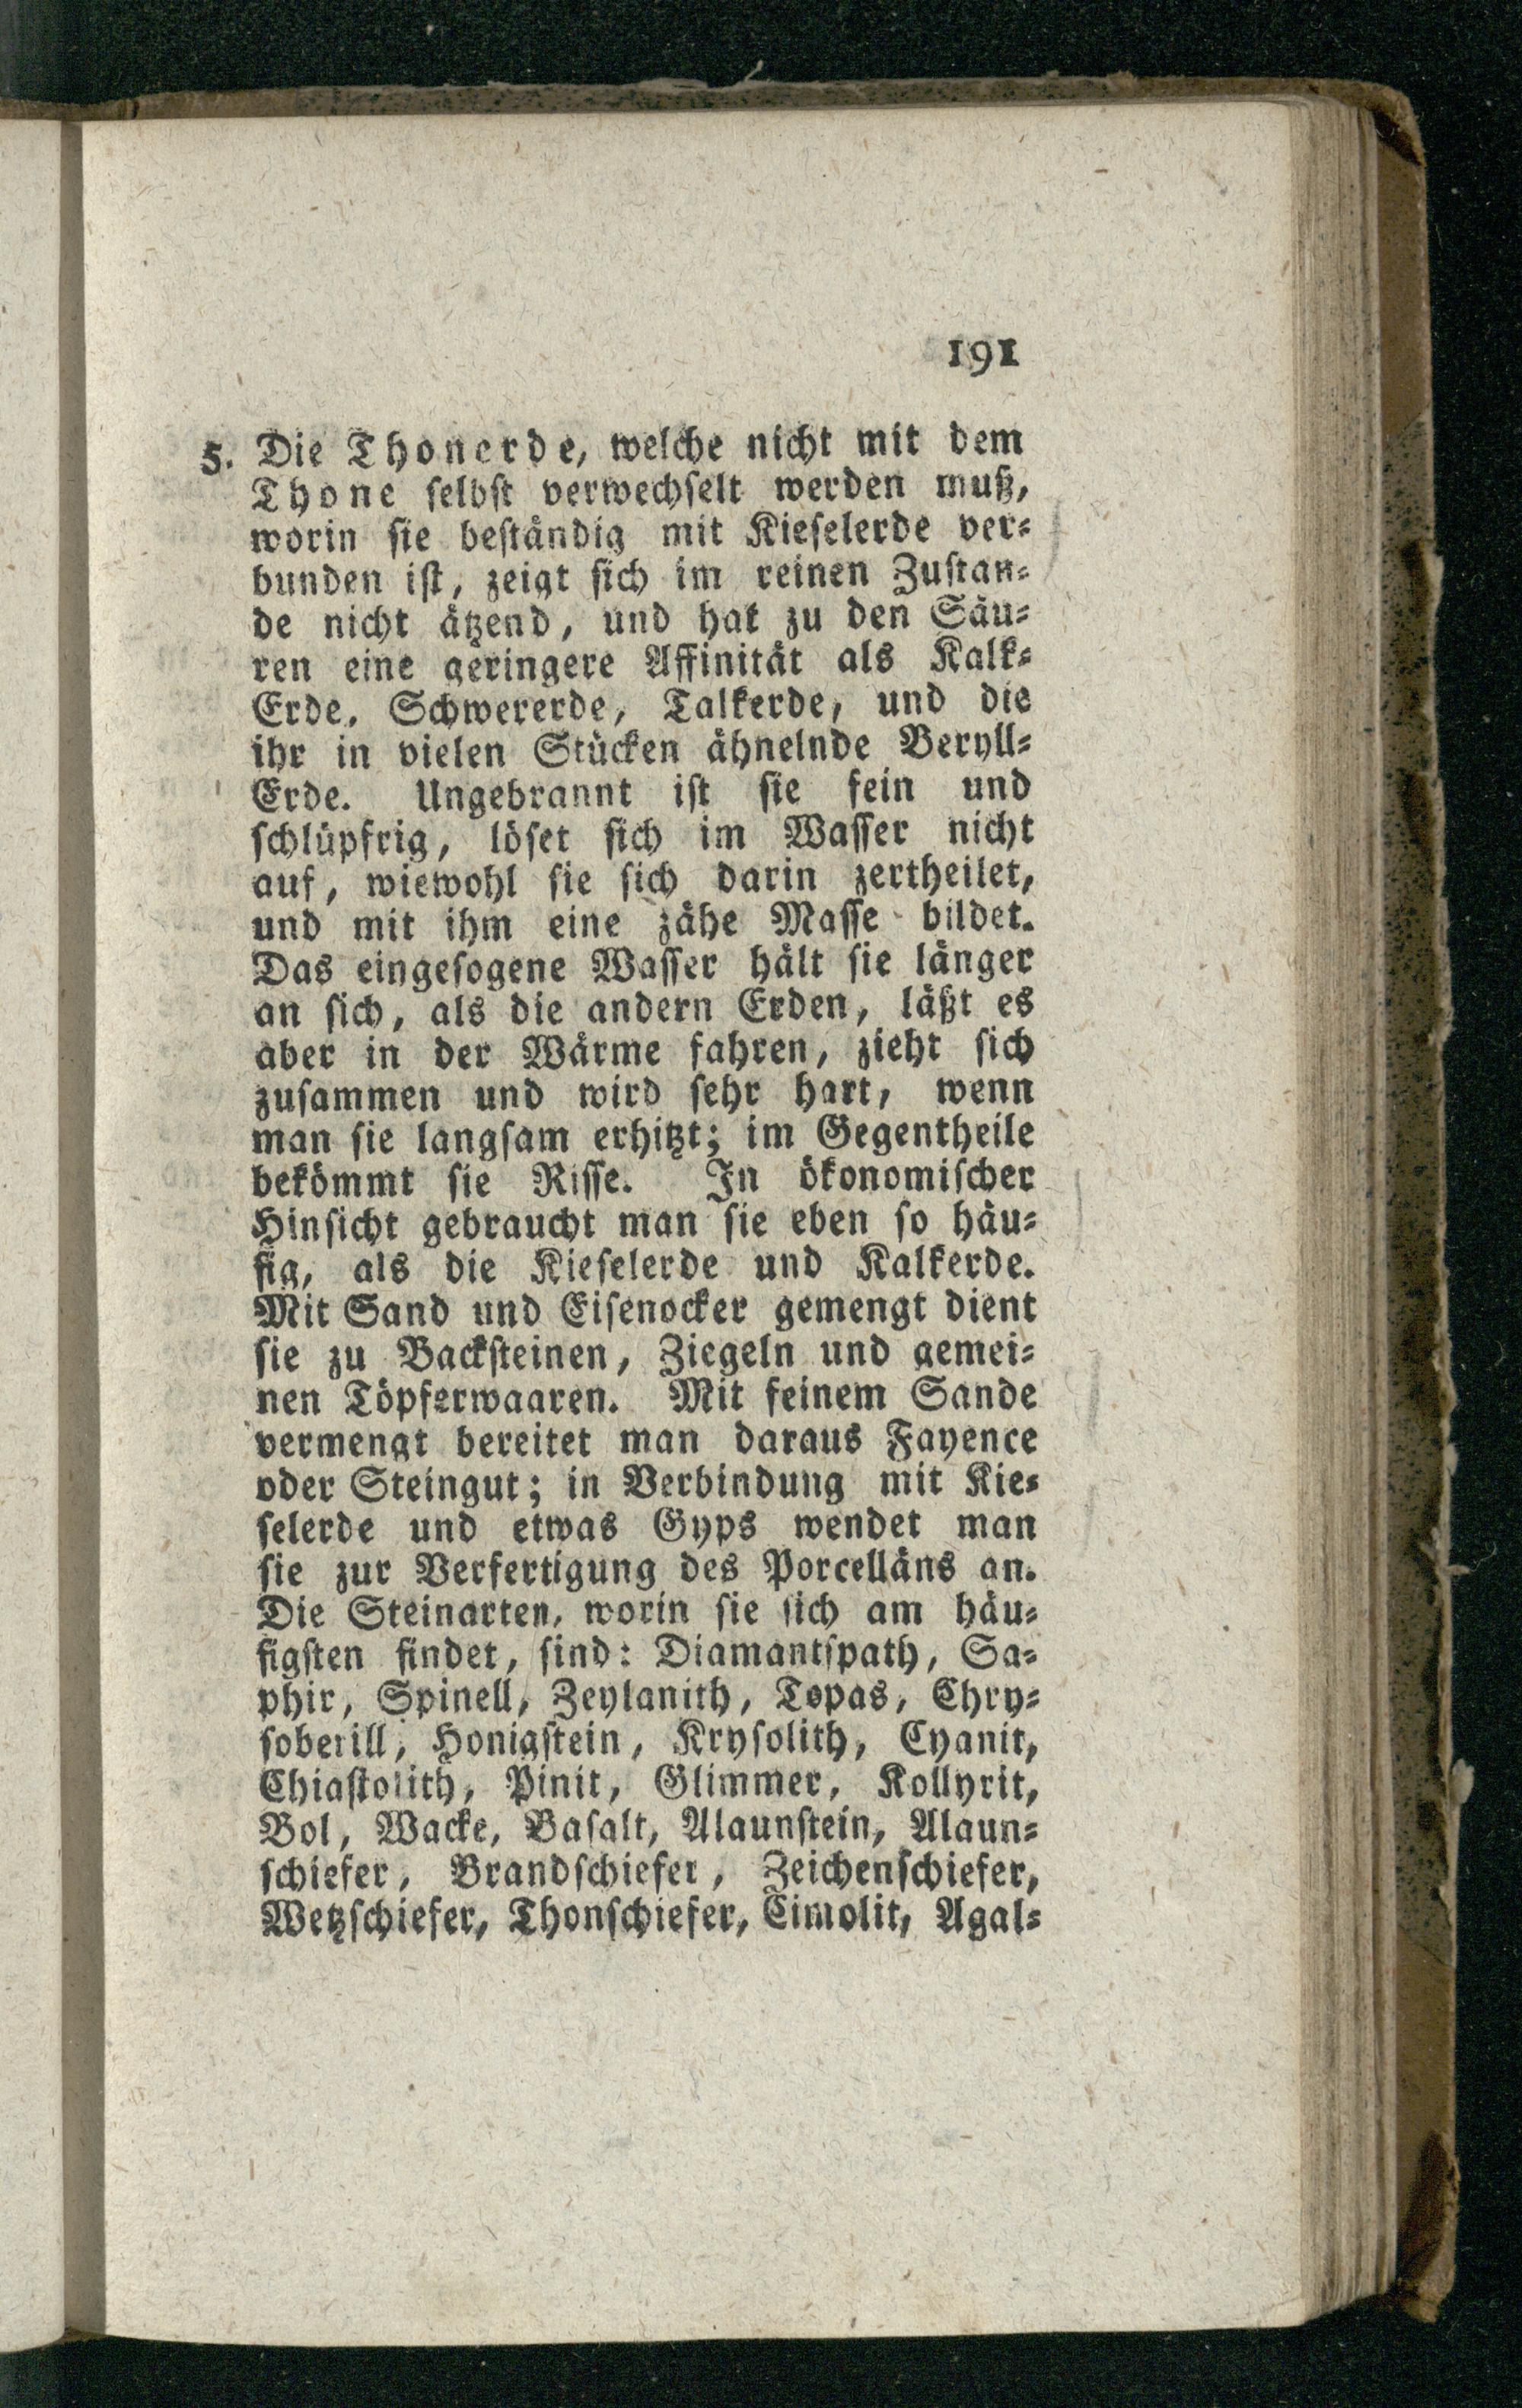 191
5. Die Thonerde, welche nicht mit dem
Thone selbst verwechselt werden muß,
worin sie beständig mit Kieselerde ver-
bunden ist, zeigt sich im reinen Zustan-
de nicht ätzend, und hat zu den Säu-
ren eine geringere Affinität als Kalk-
Erde, Schwererde, Talkerde, und die
ihr in vielen Stücken ähnelnde Beryll-
Erde. Ungebrannt ist sie fein und
schlüpfrig, löset sich im Wasser nicht
auf, wiewohl sie sich darin zertheilet,
und mit ihm eine zähe Masse bildet.
Das eingesogene Wasser hält sie länger
an sich, als die andern Erden, läßt es
aber in der Wärme fahren, zieht sich
zusammen und wird sehr hart, wenn
man sie langsam erhitzt; im Gegentheile
bekömmt sie Risse. In ökonomischer
Hinsicht gebraucht man sie eben so häu-
fig, als die Kieselerde und Kalkerde.
Mit Sand und Eisenocker gemengt dient
sie zu Backsteinen, Ziegeln und gemei-
nen Töpferwaaren. Mit feinem Sande
vermengt bereitet man daraus Fayence
oder Steingut; in Verbindung mit Kie-
selerde und etwas Gyps wendet man
sie zur Verfertigung des Porcelläns an.
Die Steinarten, worin sie sich am häu-
figsten findet, sind: Diamantspath, Sa-
phir, Spinell, Zeylanith, Topas, Chry-
soberill, Honigstein, Krysolith, Cyanit,
Chiastolith, Pinit, Glimmer, Kollyrit,
Bol, Wacke, Basalt, Alaunstein, Alaun-
schiefer, Brandschiefer, Zeichenschiefer,
Wetzschiefer, Thonschiefer, Cimolit, Agal-